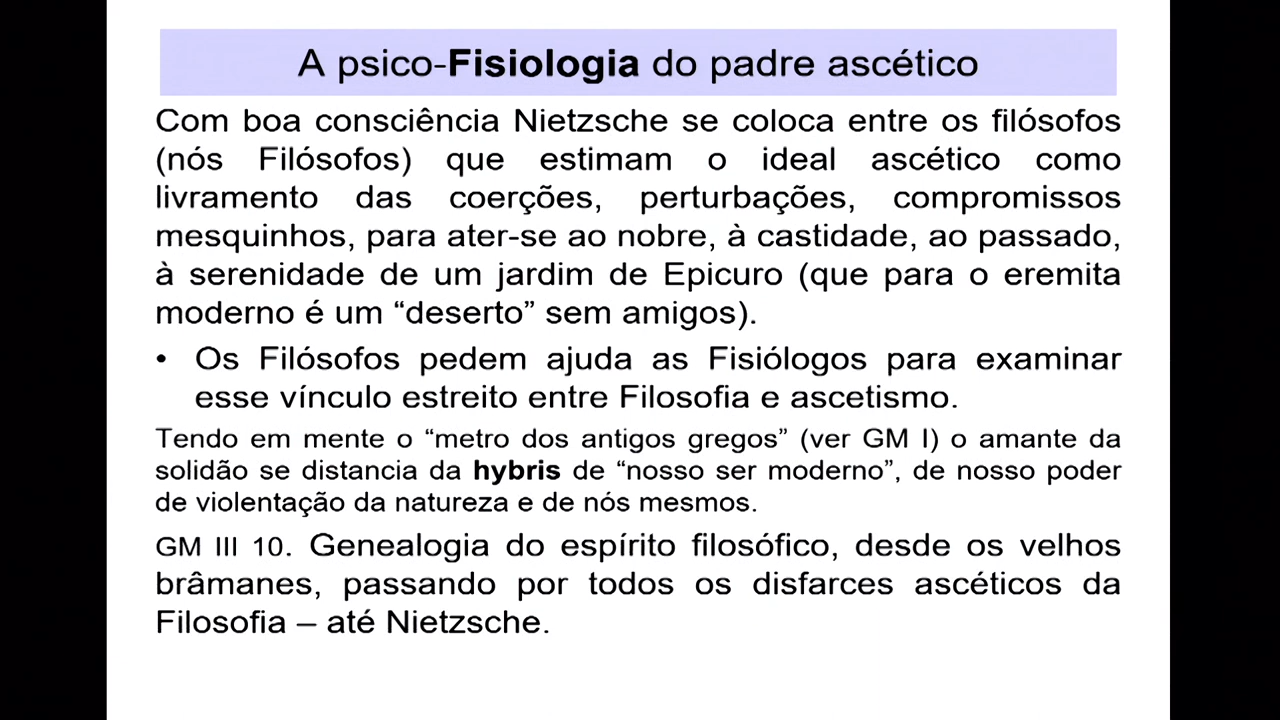 A psico-Fisiologia do padre ascético
Com boa consciência Nietzsche se coloca entre os filósofos
(nós Filósofos) que estimam o ideal ascético como
livramento das coerções, perturbações, compromissos
mesquinhos, para ater-se ao nobre, à castidade, ao passado,
à serenidade de um jardim de Epicuro (que para o eremita
moderno é um “deserto” sem amigos).
• Os Filósofos pedem ajuda as Fisiólogos para examinar
esse vínculo estreito entre Filosofia e ascetismo.
Tendo em mente o “metro dos antigos gregos” (ver GM I) o amante da
solidão se distancia da hybris de “nosso ser moderno”, de nosso poder
de violentação da natureza e de nós mesmos.
GM III 10. Genealogia do espírito filosófico, desde os velhos
brâmanes, passando por todos os disfarces ascéticos da
Filosofia – até Nietzsche.